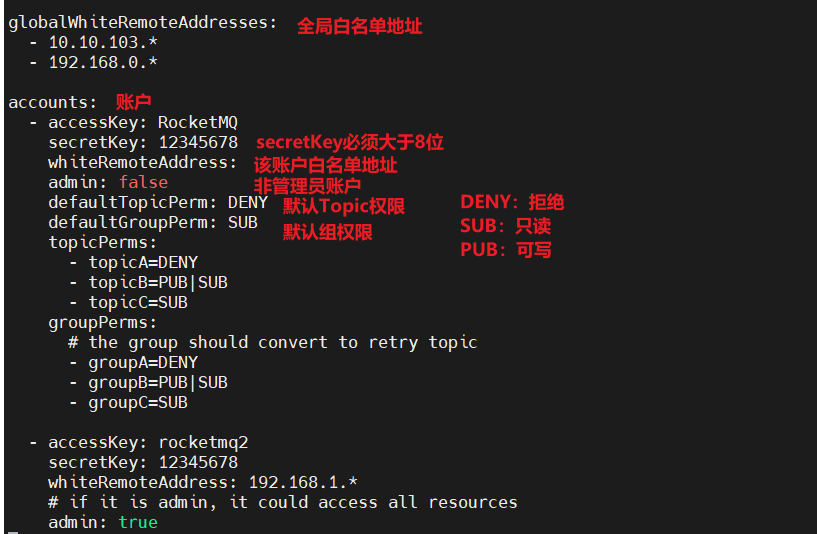 globalWhiteRemoteAddresses: 全局白名单地址
- 10.10.103.*
- 192.168.0.*
accounts: 账户
- accessKey: RocketMQ
secretKey: 12345678 secretKey必须大于8位
whiteRemoteAddress: 该账户白名单地址
admin: false 非管理员账户
defaultTopicPerm: DENY 默认Topic权限 DENY：拒绝
defaultGroupPerm: SUB 默认组权限 SUB：只读
topicPerms: PUB：可写
- topicA=DENY
- topicB=PUB|SUB
- topicC=SUB
groupPerms:
# the group should convert to retry topic
- groupA=DENY
- groupB=PUB|SUB
- groupC=SUB
- accessKey: rocketmq2
secretKey: 12345678
whiteRemoteAddress: 192.168.1.*
# if it is admin, it could access all resources
admin: true